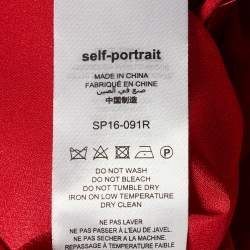 self-portrait
MADE IN CHINA
FABRIQUÉ EN CHINE
صنع في الصين
中国制造
SP16-091R
DO NOT WASH
DO NOT BLEACH
DO NOT TUMBLE DRY
IRON ON LOW TEMPERATURE
DRY CLEAN
NE PAS LAVER
NE PAS PASSER À L'EAU DE JAVEL.
NE PAS SÉCHER A LA MACHINE.
REPASSAGE À TEMPÉRATURE FAIBLE